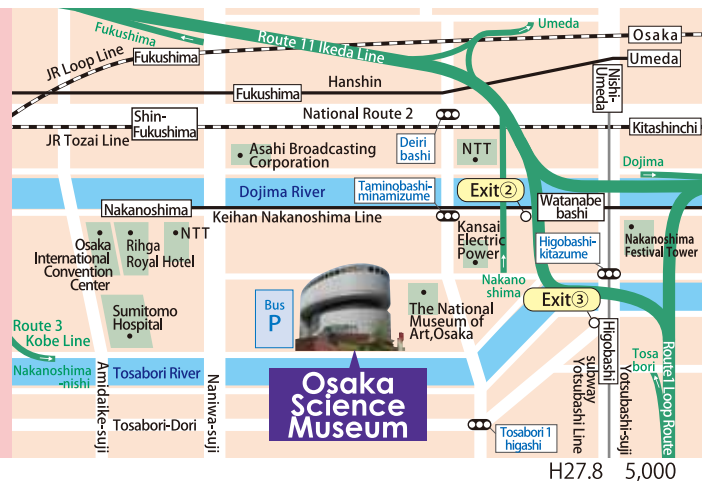 Umeda
Fukushima
Route 11 Ikeda Line
Osaka
JR Loop Line
Fukushima
Umeda
Hanshin
Nishi-
Umeda
Fukushima
National Route 2
Shin-
Fukushima
Kitashinchi
JR Tozai Line
Deiri
bashi
Asahi Broadcasting
Corporation
NTT
Dojima
Dojima River
Taminobashi-
minamizume
Exit②
Nakanoshima
Watanabe
bashi
Keihan Nakanoshima Line
Osaka
International
Convention
Center
Rihga
Royal Hotel
NTT
Kansai
Electric
Power
Higobashi-
kitazume
Nakanoshima
Festival Tower
Nakano
shima
Bus
P
The National
Museum of
Art,Osaka
Exit③
Sumitomo
Hospital
Route 3
Kobe Line
Higobashi
Nakanoshima
-nishi
Tosabori River
Osaka
Science
Museum
Tosa
bori
Route1 Loop Route
Amidaike-suji
Naniwa-suji
subway
Yotsubashi Line
Yotsubashi-suji
Tosabori-Dori
Tosabori 1
higashi
H27.8 5,000